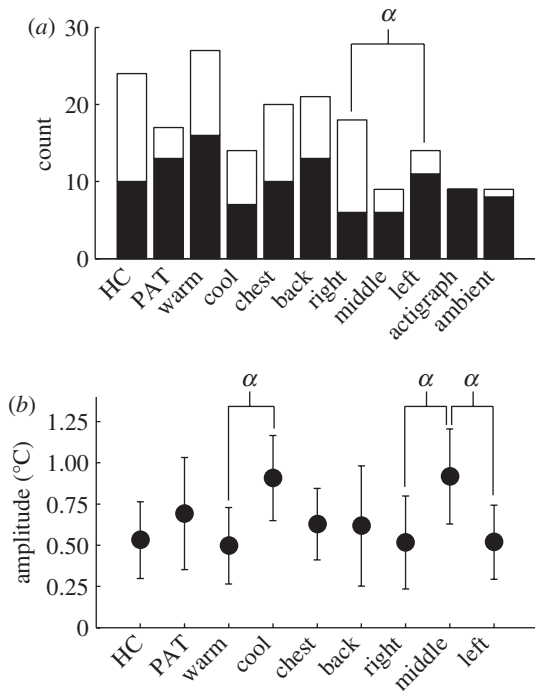 (a)
α
30
20
10
0
count
HC
PAT
warm
cool
chest
back
right
middle
left
actigraph
ambient
(b)
α
α
α
1.25
1.00
0.75
0.50
0.25
0
amplitude (°C)
HC
PAT
warm
cool
chest
back
right
middle
left